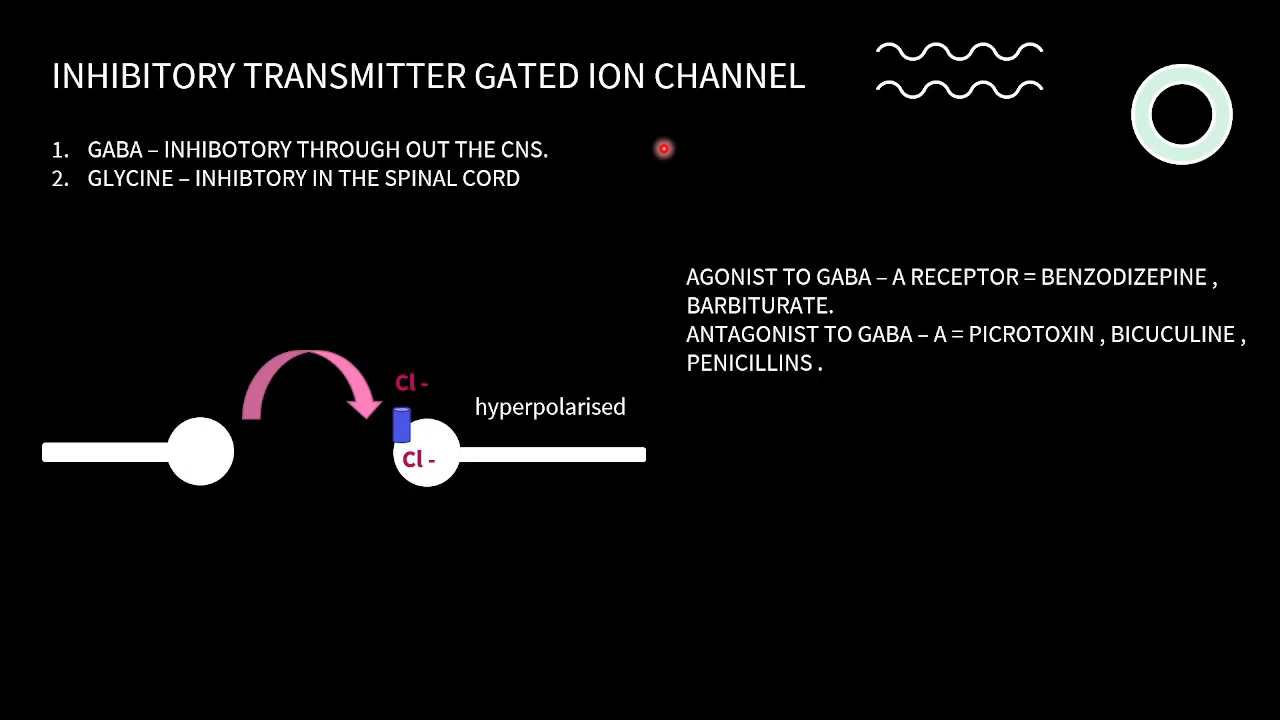 INHIBITORY TRANSMITTER GATED ION CHANNEL
1. GABA – INHIBOTORY THROUGH OUT THE CNS.
2. GLYCINE – INHIBTORY IN THE SPINAL CORD
AGONIST TO GABA – A RECEPTOR = BENZODIZEPINE ,
BARBITURATE.
ANTAGONIST TO GABA – A = PICROTOXIN , BICUCULINE ,
PENICILLINS .
Cl -
hyperpolarised
Cl -